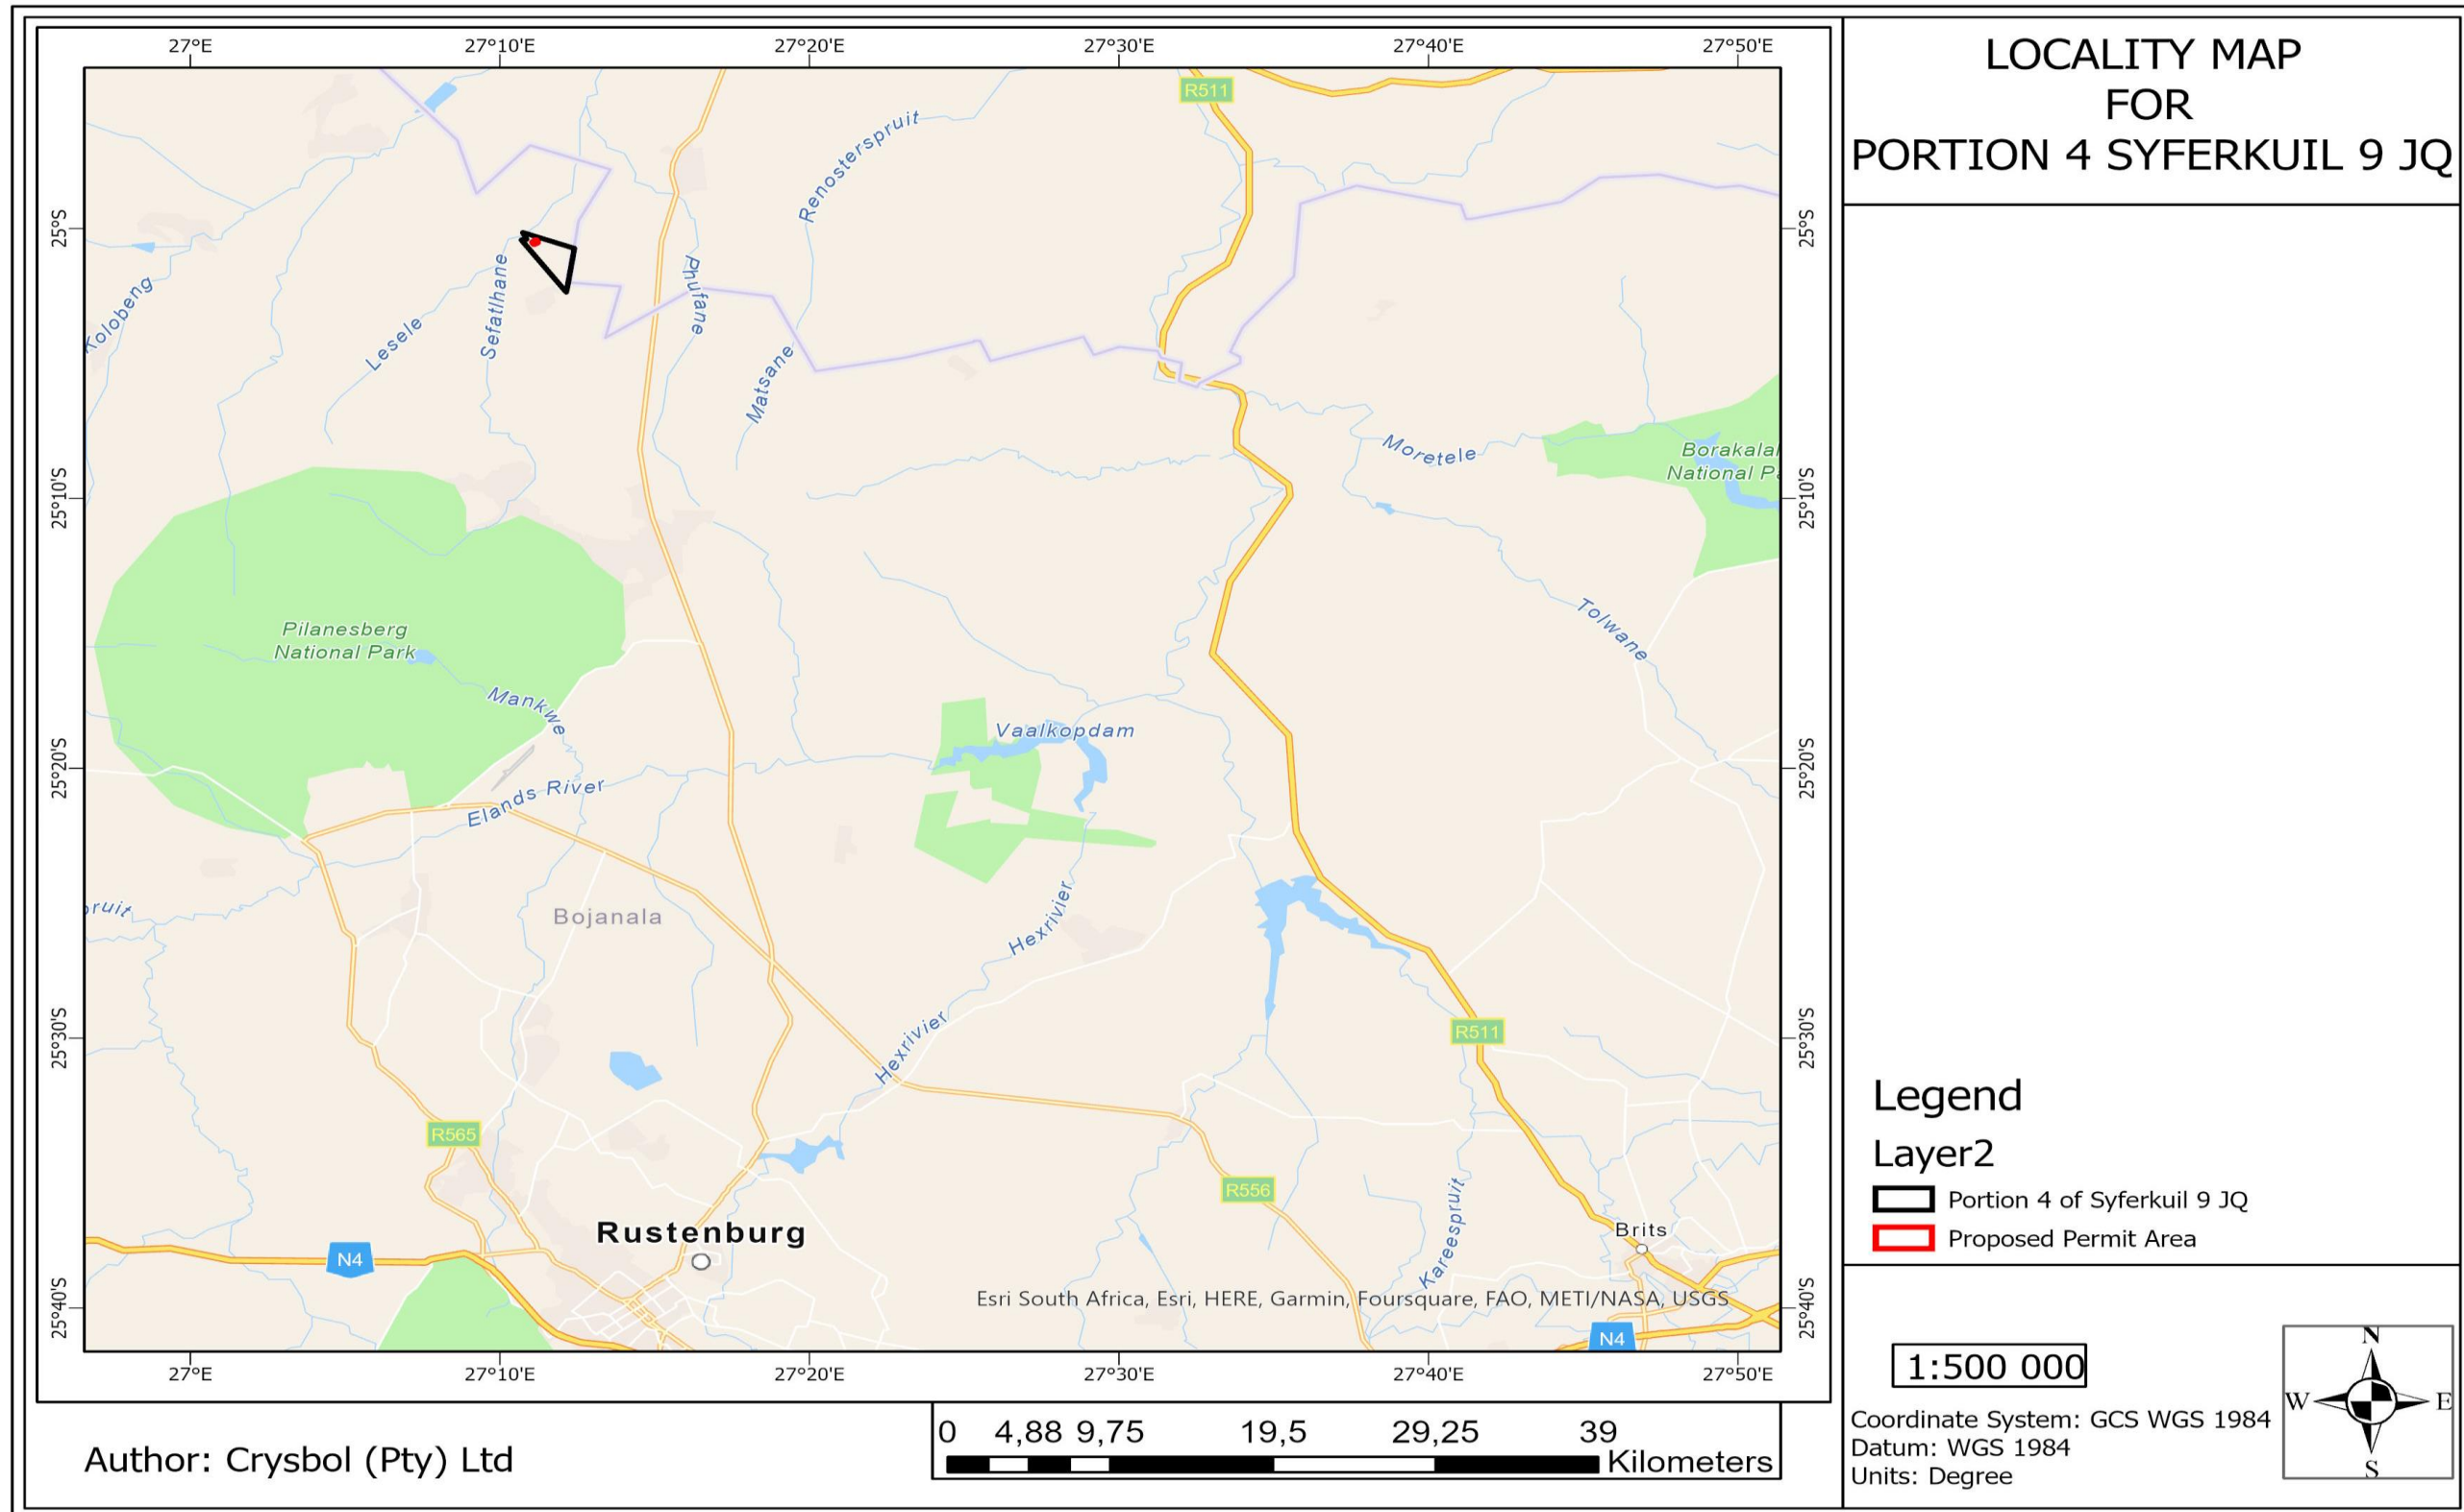 LOCALITY MAP
FOR
PORTION 4 SYFERKUIL 9 JQ
27°E 27°10'E 27°20'E 27°30'E 27°40'E 27°50'E
25°S 25°S
25°10'S 25°10'S
25°20'S 25°20'S
25°30'S 25°30'S
25°40'S 25°40'S
R511
Renosterspruit
Kolobeng
Lesele
Sefatlhane
Phufane
Matsane
Moretele
Borakalal
National Pa
Tolwane
Pilanesberg
National Park
Mankwe
Vaalkopdam
Elands River
Hexrivier
Bojanala
pruit
Hexrivier
R511
R565
R556
Kareespruit
Rustenburg
Brits
N4
N4
Esri South Africa, Esri, HERE, Garmin, Foursquare, FAO, METI/NASA, USGS
27°E 27°10'E 27°20'E 27°30'E 27°40'E 27°50'E
Legend
Layer2
Portion 4 of Syferkuil 9 JQ
Proposed Permit Area
1:500 000
Coordinate System: GCS WGS 1984
Datum: WGS 1984
Units: Degree
N
W E
S
Author: Crysbol (Pty) Ltd
0 4,88 9,75 19,5 29,25 39
Kilometers